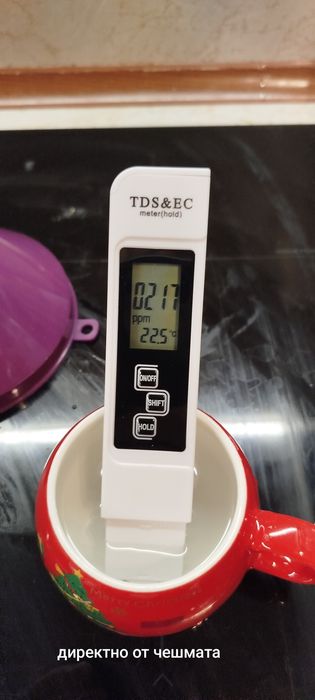 TDS&EC
meter(hold)
0217
ppm
22.5 °C
ON/OFF
SHIFT
HOLD
директно от чешмата